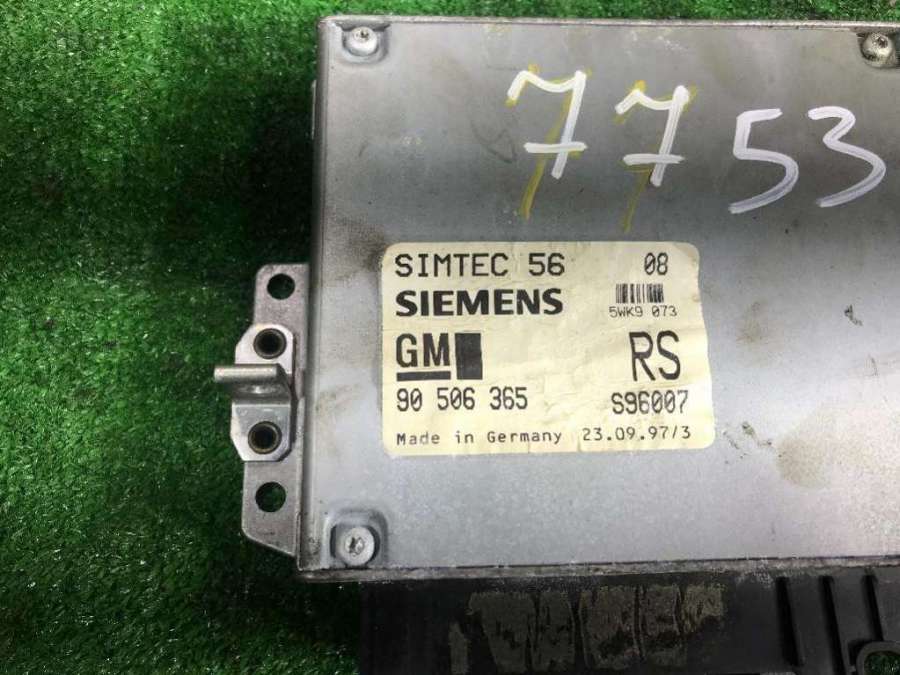 7753
SIMTEC 56 08
SIEMENS 5WK9 073
GM RS
90 506 365 S96007
Made in Germany 23.09.97/3